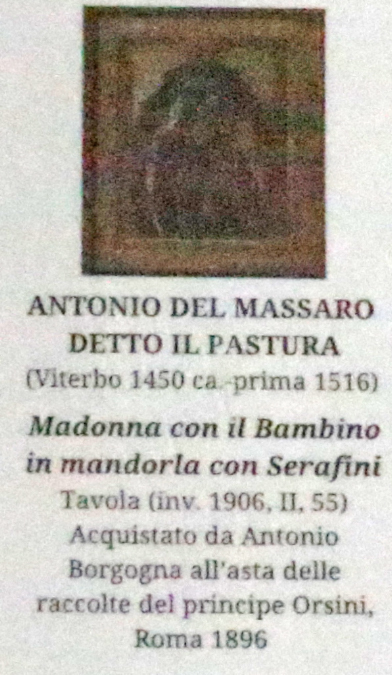 ANTONIO DEL MASSARO
DETTO IL PASTURA
(Viterbo 1450 ca.-prima 1516)
Madonna con il Bambino
in mandorla con Serafini
Tavola (inv. 1906, II, 55)
Acquistato da Antonio
Borgogna all'asta delle
raccolte del principe Orsini,
Roma 1896